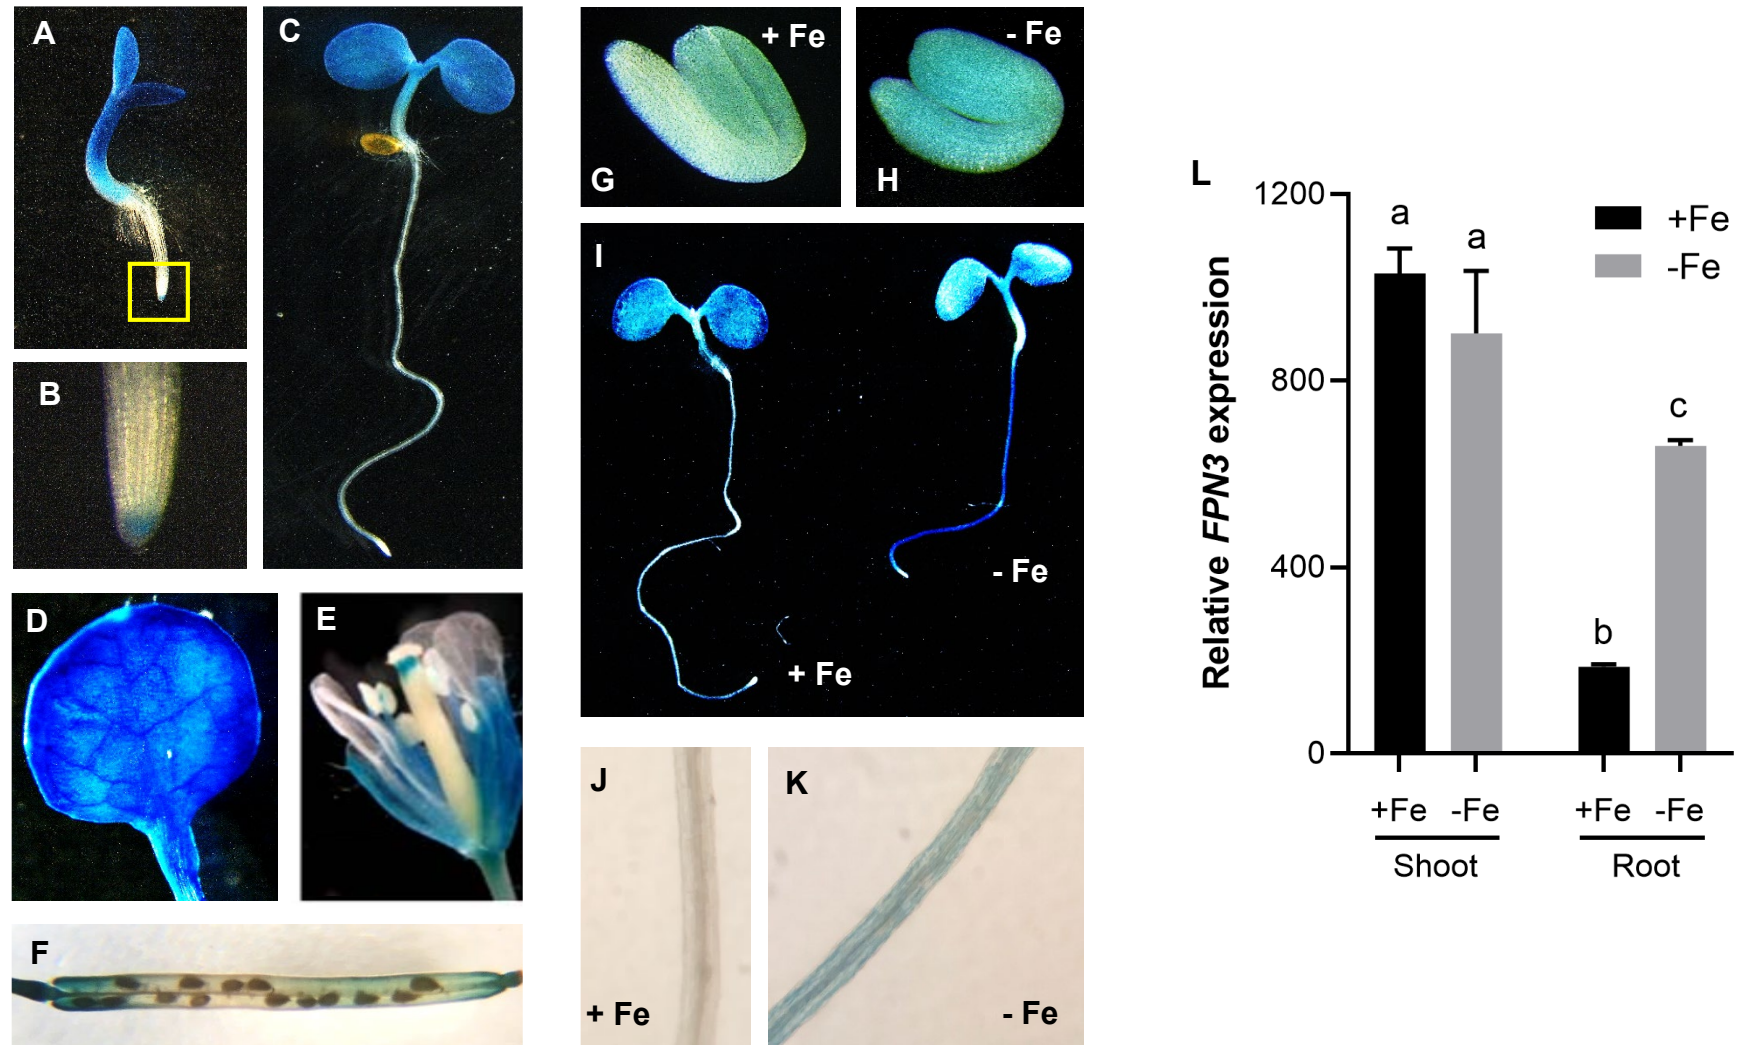 A
B
C
D
E
F
+ Fe
G
- Fe
H
I
- Fe
+ Fe
J
+ Fe
K
- Fe
L
Relative FPN3 expression
1200
800
400
0
+Fe
-Fe
a
a
b
c
+Fe -Fe +Fe -Fe
Shoot Root